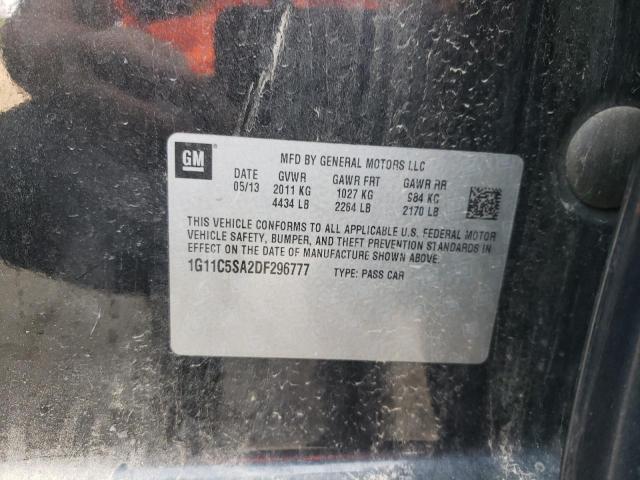 GM
MFD BY GENERAL MOTORS LLC
DATE GVWR GAWR FRT GAWR RR
05/13 2011 KG 1027 KG 984 KG
4434 LB 2264 LB 2170 LB
THIS VEHICLE CONFORMS TO ALL APPLICABLE U.S. FEDERAL MOTOR
VEHICLE SAFETY, BUMPER, AND THEFT PREVENTION STANDARDS IN
EFFECT ON THE DATE OF MANUFACTURE SHOWN ABOVE.
1G11C5SA2DF296777 TYPE: PASS CAR